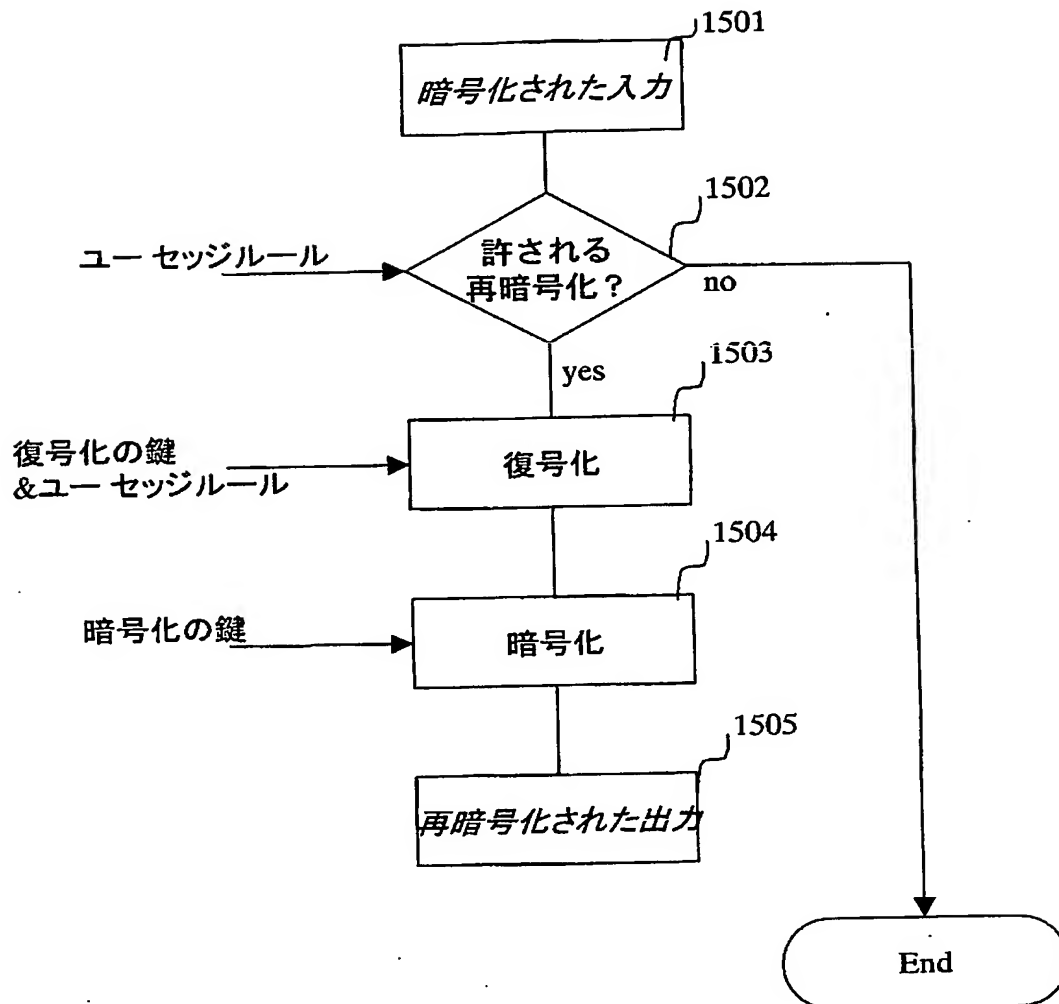 1501
暗号化された入力
1502
ユー セッジルール
許される
再暗号化？
no
1503
yes
復号化の鍵
&ユー セッジルール
復号化
1504
暗号化の鍵
暗号化
1505
再暗号化された出力
End